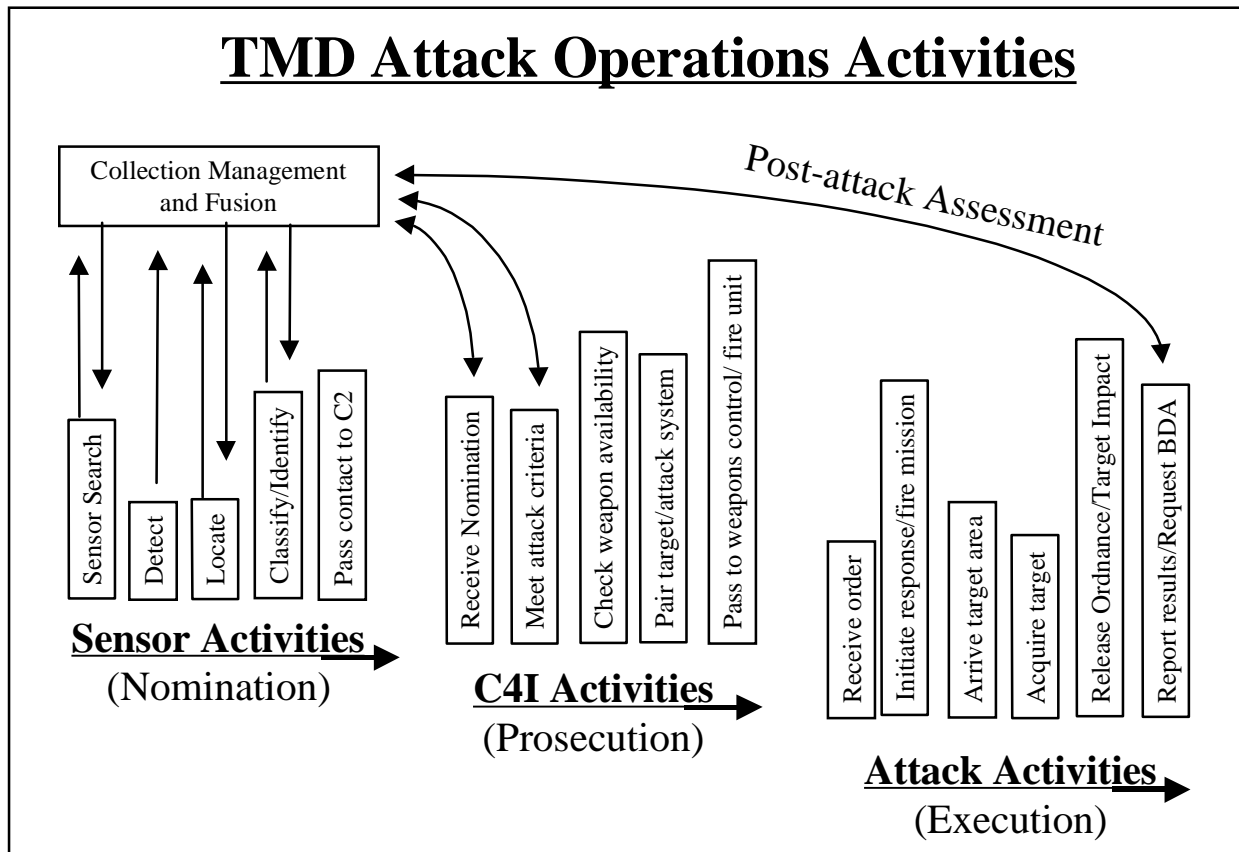 TMD Attack Operations Activities
Collection Management
and Fusion
Post-attack Assessment
Sensor Search
Detect
Locate
Classify/Identify
Pass contact to C2
Sensor Activities
(Nomination)
Receive Nomination
Meet attack criteria
Check weapon availability
Pair target/attack system
Pass to weapons control/ fire unit
C4I Activities
(Prosecution)
Receive order
Initiate response/fire mission
Arrive target area
Acquire target
Release Ordnance/Target Impact
Report results/Request BDA
Attack Activities
(Execution)